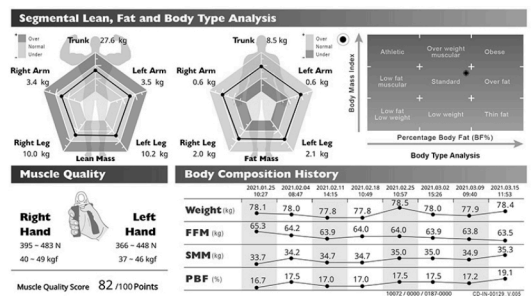 Segmental Lean, Fat and Body Type Analysis
Over
Normal
Under
Trunk 27.6 kg
Right Arm
3.4 kg
Left Arm
3.5 kg
Right Leg
10.0 kg
Left Leg
10.2 kg
Lean Mass
Over
Normal
Under
Trunk 8.5 kg
Right Arm
0.6 kg
Left Arm
0.6 kg
Right Leg
2.0 kg
Left Leg
2.1 kg
Fat Mass
Body Mass Index
Athletic
Over weight muscular
Obese
Low fat muscular
Standard
Over fat
Low fat Low weight
Low weight
Thin fat
Percentage Body Fat (BF%)
Body Type Analysis
Muscle Quality
Right Hand
395 ~ 483 N
40 ~ 49 kgf
Left Hand
366 ~ 448 N
37 ~ 46 kgf
Muscle Quality Score 82 /100 Points
Body Composition History
2021.01.25 2021.02.04 2021.02.11 2021.02.18 2021.02.25 2021.03.02 2021.03.09 2021.03.15
10:27 08:47 14:15 10:49 10:57 15:26 09:40 11:53
Weight (kg) 78.1 78.0 77.8 77.8 78.5 78.0 77.9 78.4
FFM (kg) 65.3 64.2 63.9 64.0 64.0 63.9 63.8 63.5
SMM (kg) 33.7 34.2 34.7 34.7 35.0 35.0 34.9 35.3
PBF (%) 16.7 17.5 17.0 17.0 17.5 17.5 17.2 19.1
10072 / 0000 / 0187-0000 CD-IN-00129 V.005